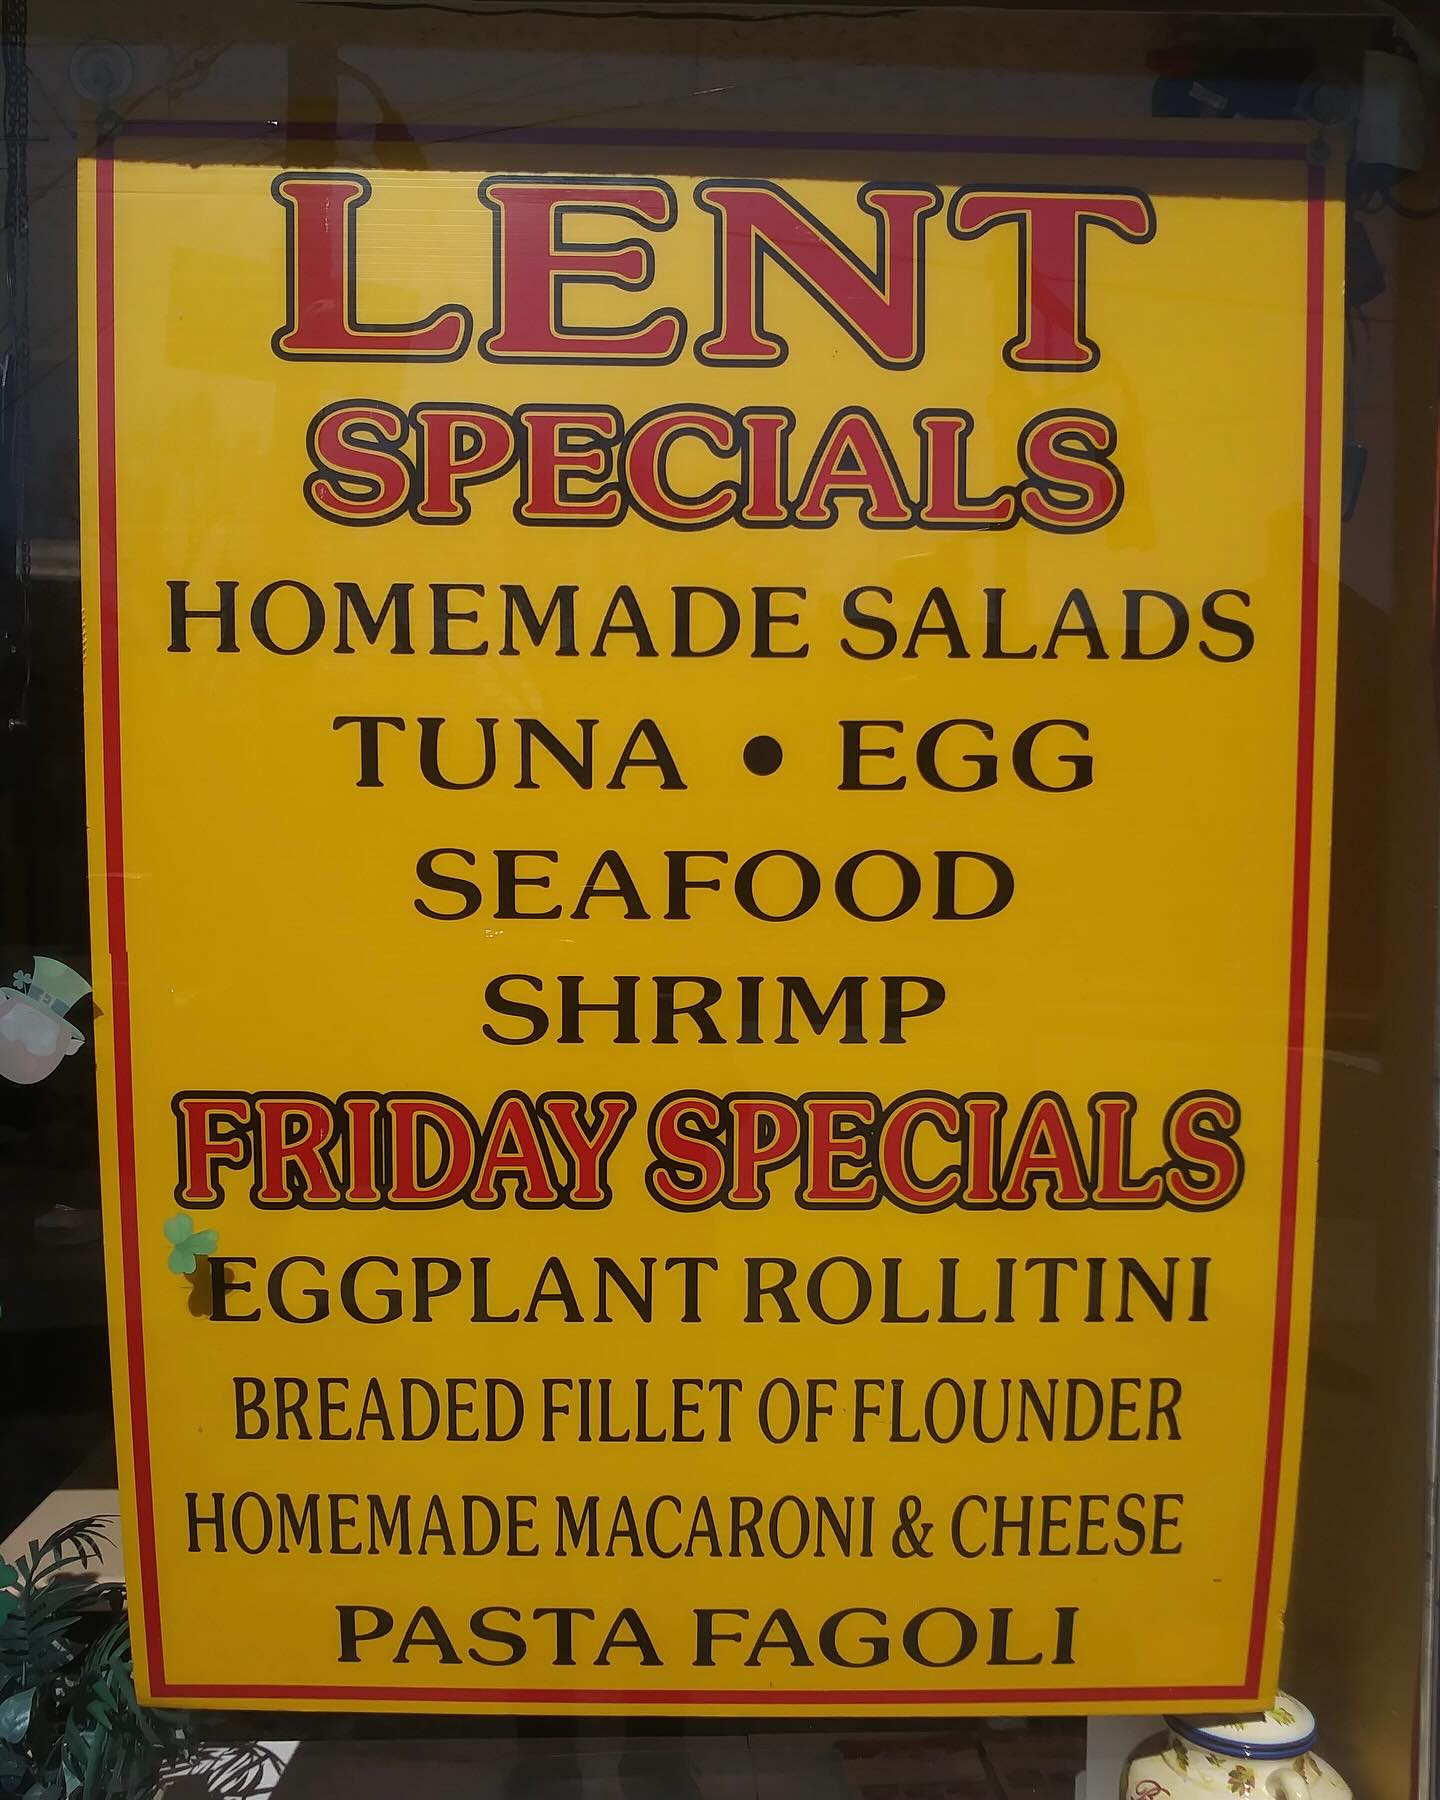 LENT
SPECIALS
HOMEMADE SALADS
TUNA • EGG
SEAFOOD
SHRIMP
FRIDAY SPECIALS
EGGPLANT ROLLITINI
BREADED FILLET OF FLOUNDER
HOMEMADE MACARONI & CHEESE
PASTA FAGOLI